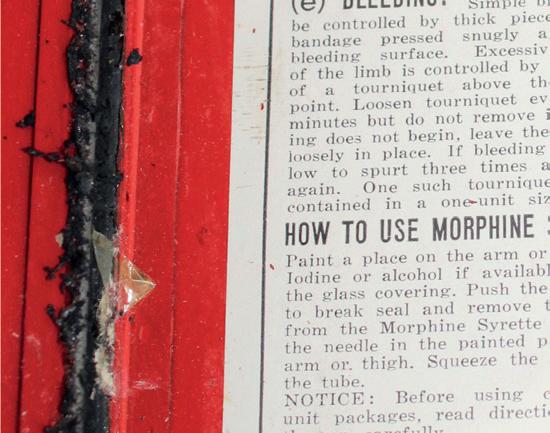 (e) BLEEDING: Simple bl
be controlled by thick piece
bandage pressed snugly a
bleeding surface. Excessiv
of the limb is controlled by
of a tourniquet above th
point. Loosen tourniquet ev
minutes but do not remove i
ing does not begin, leave the
loosely in place. If bleeding
low to spurt three times a
again. One such tournique
contained in a one-unit siz
HOW TO USE MORPHINE S
Paint a place on the arm or
Iodine or alcohol if availabl
the glass covering. Push the
to break seal and remove t
from the Morphine Syrette
the needle in the painted p
arm or thigh. Squeeze the
the tube.
NOTICE: Before using c
unit packages, read directi
carefully